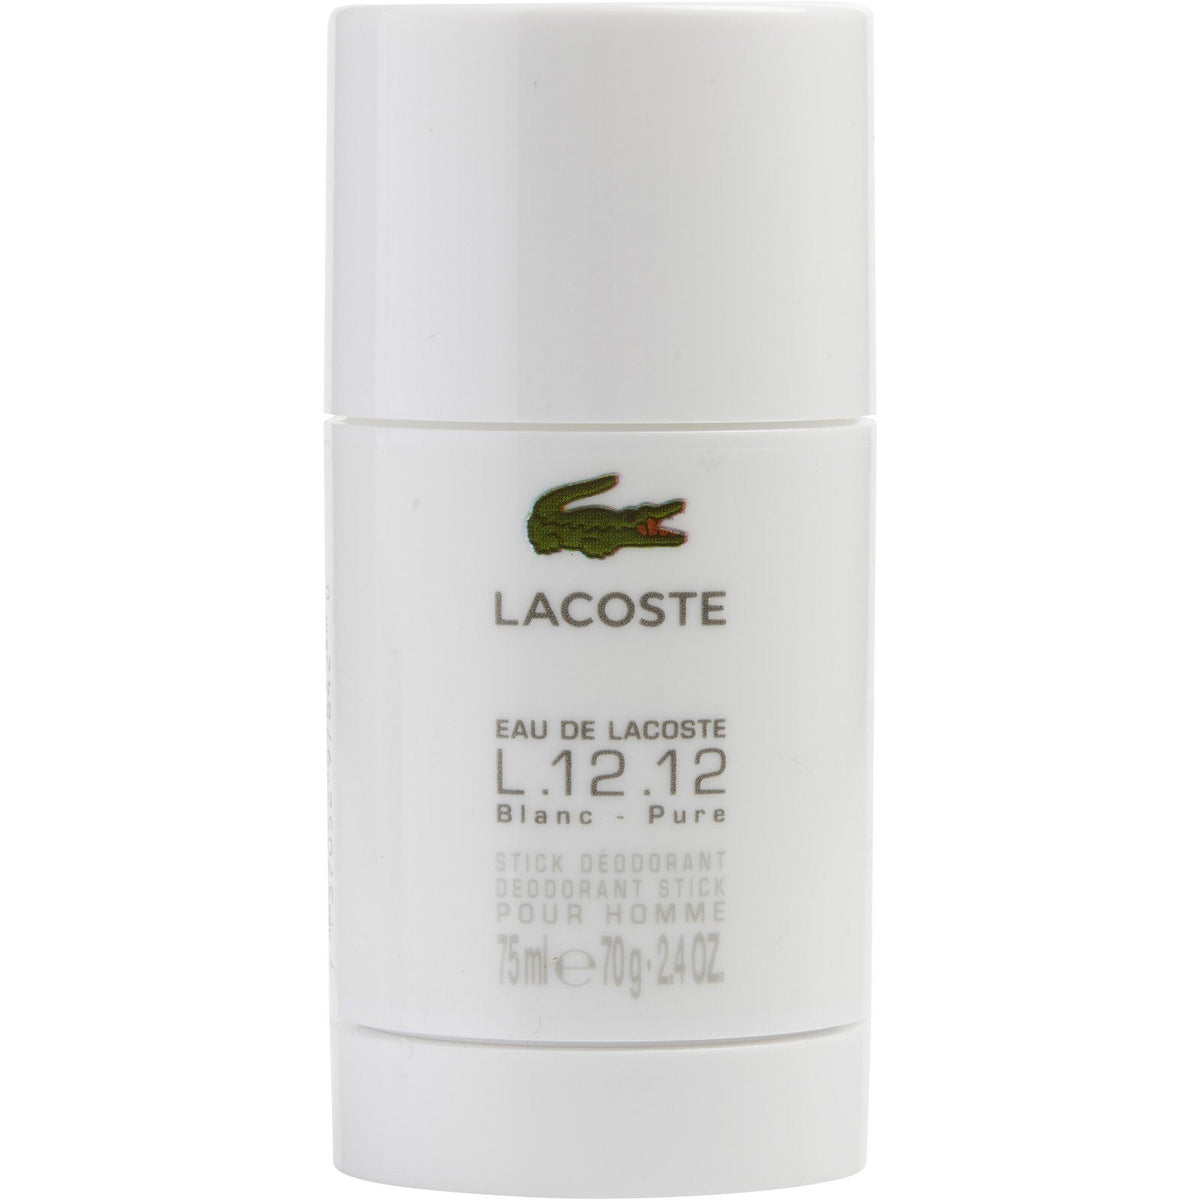 LACOSTE
EAU DE LACOSTE
L.12.12
Blanc - Pure
STICK DÉODORANT
DEODORANT STICK
POUR HOMME
75ml e 70g·2.4 OZ.